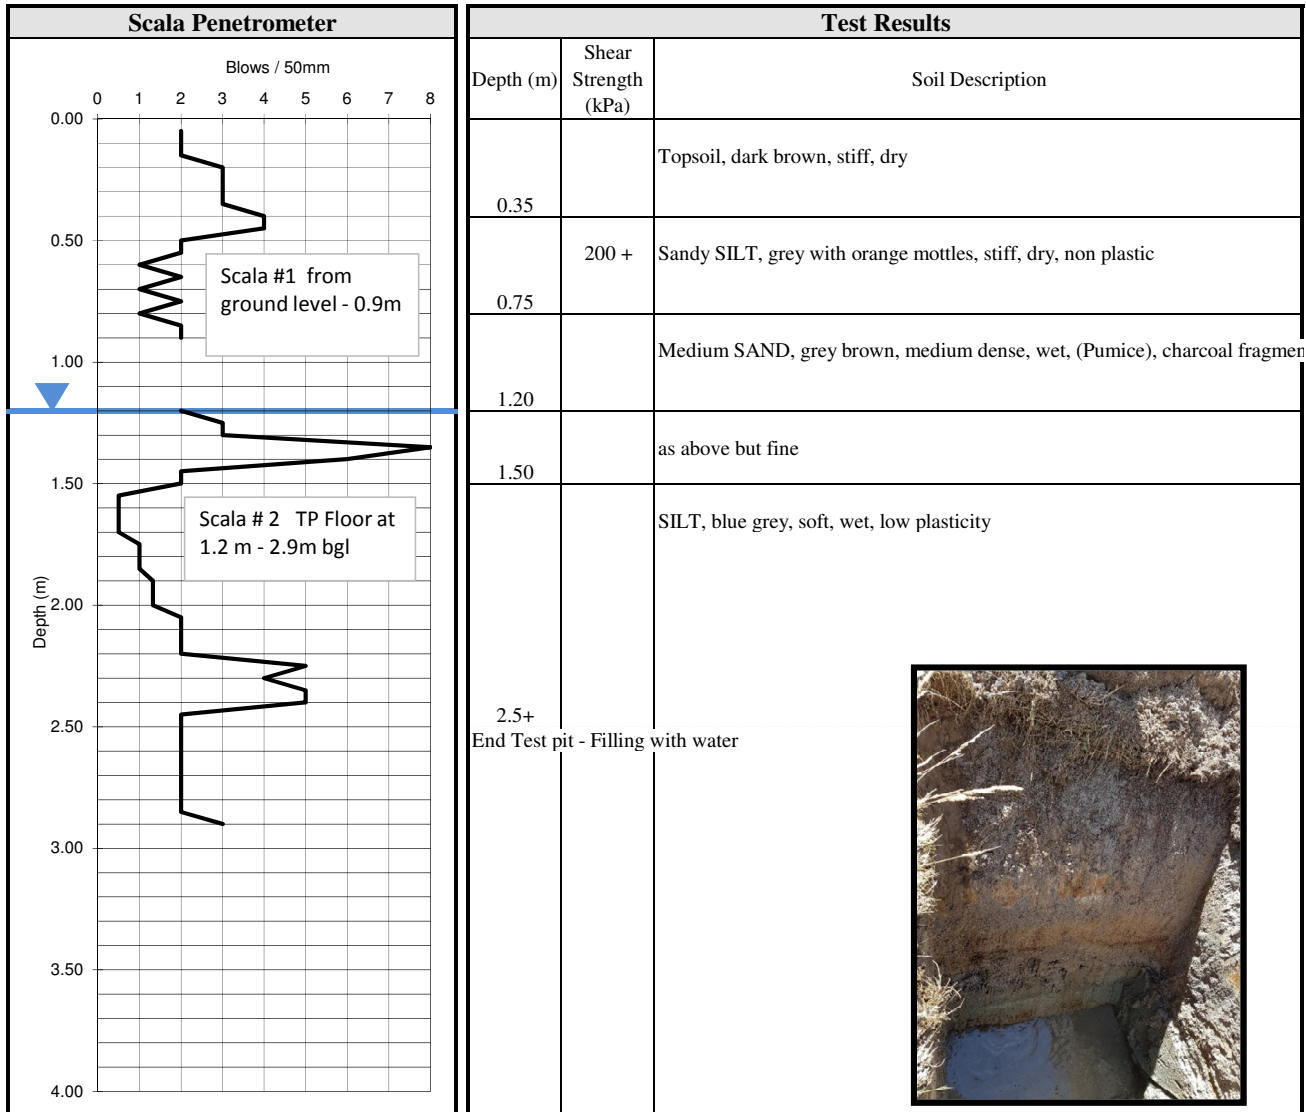 Scala Penetrometer
Blows / 50mm
0 1 2 3 4 5 6 7 8
0.00
0.50
Scala #1 from
ground level - 0.9m
1.00
1.50
Scala # 2 TP Floor at
1.2 m - 2.9m bgl
Depth (m)
2.00
2.50
3.00
3.50
4.00
Test Results
Depth (m)
Shear
Strength
(kPa)
Soil Description
Topsoil, dark brown, stiff, dry
0.35
200 + Sandy SILT, grey with orange mottles, stiff, dry, non plastic
0.75
Medium SAND, grey brown, medium dense, wet, (Pumice), charcoal fragmen
1.20
as above but fine
1.50
SILT, blue grey, soft, wet, low plasticity
2.5+
End Test pit - Filling with water